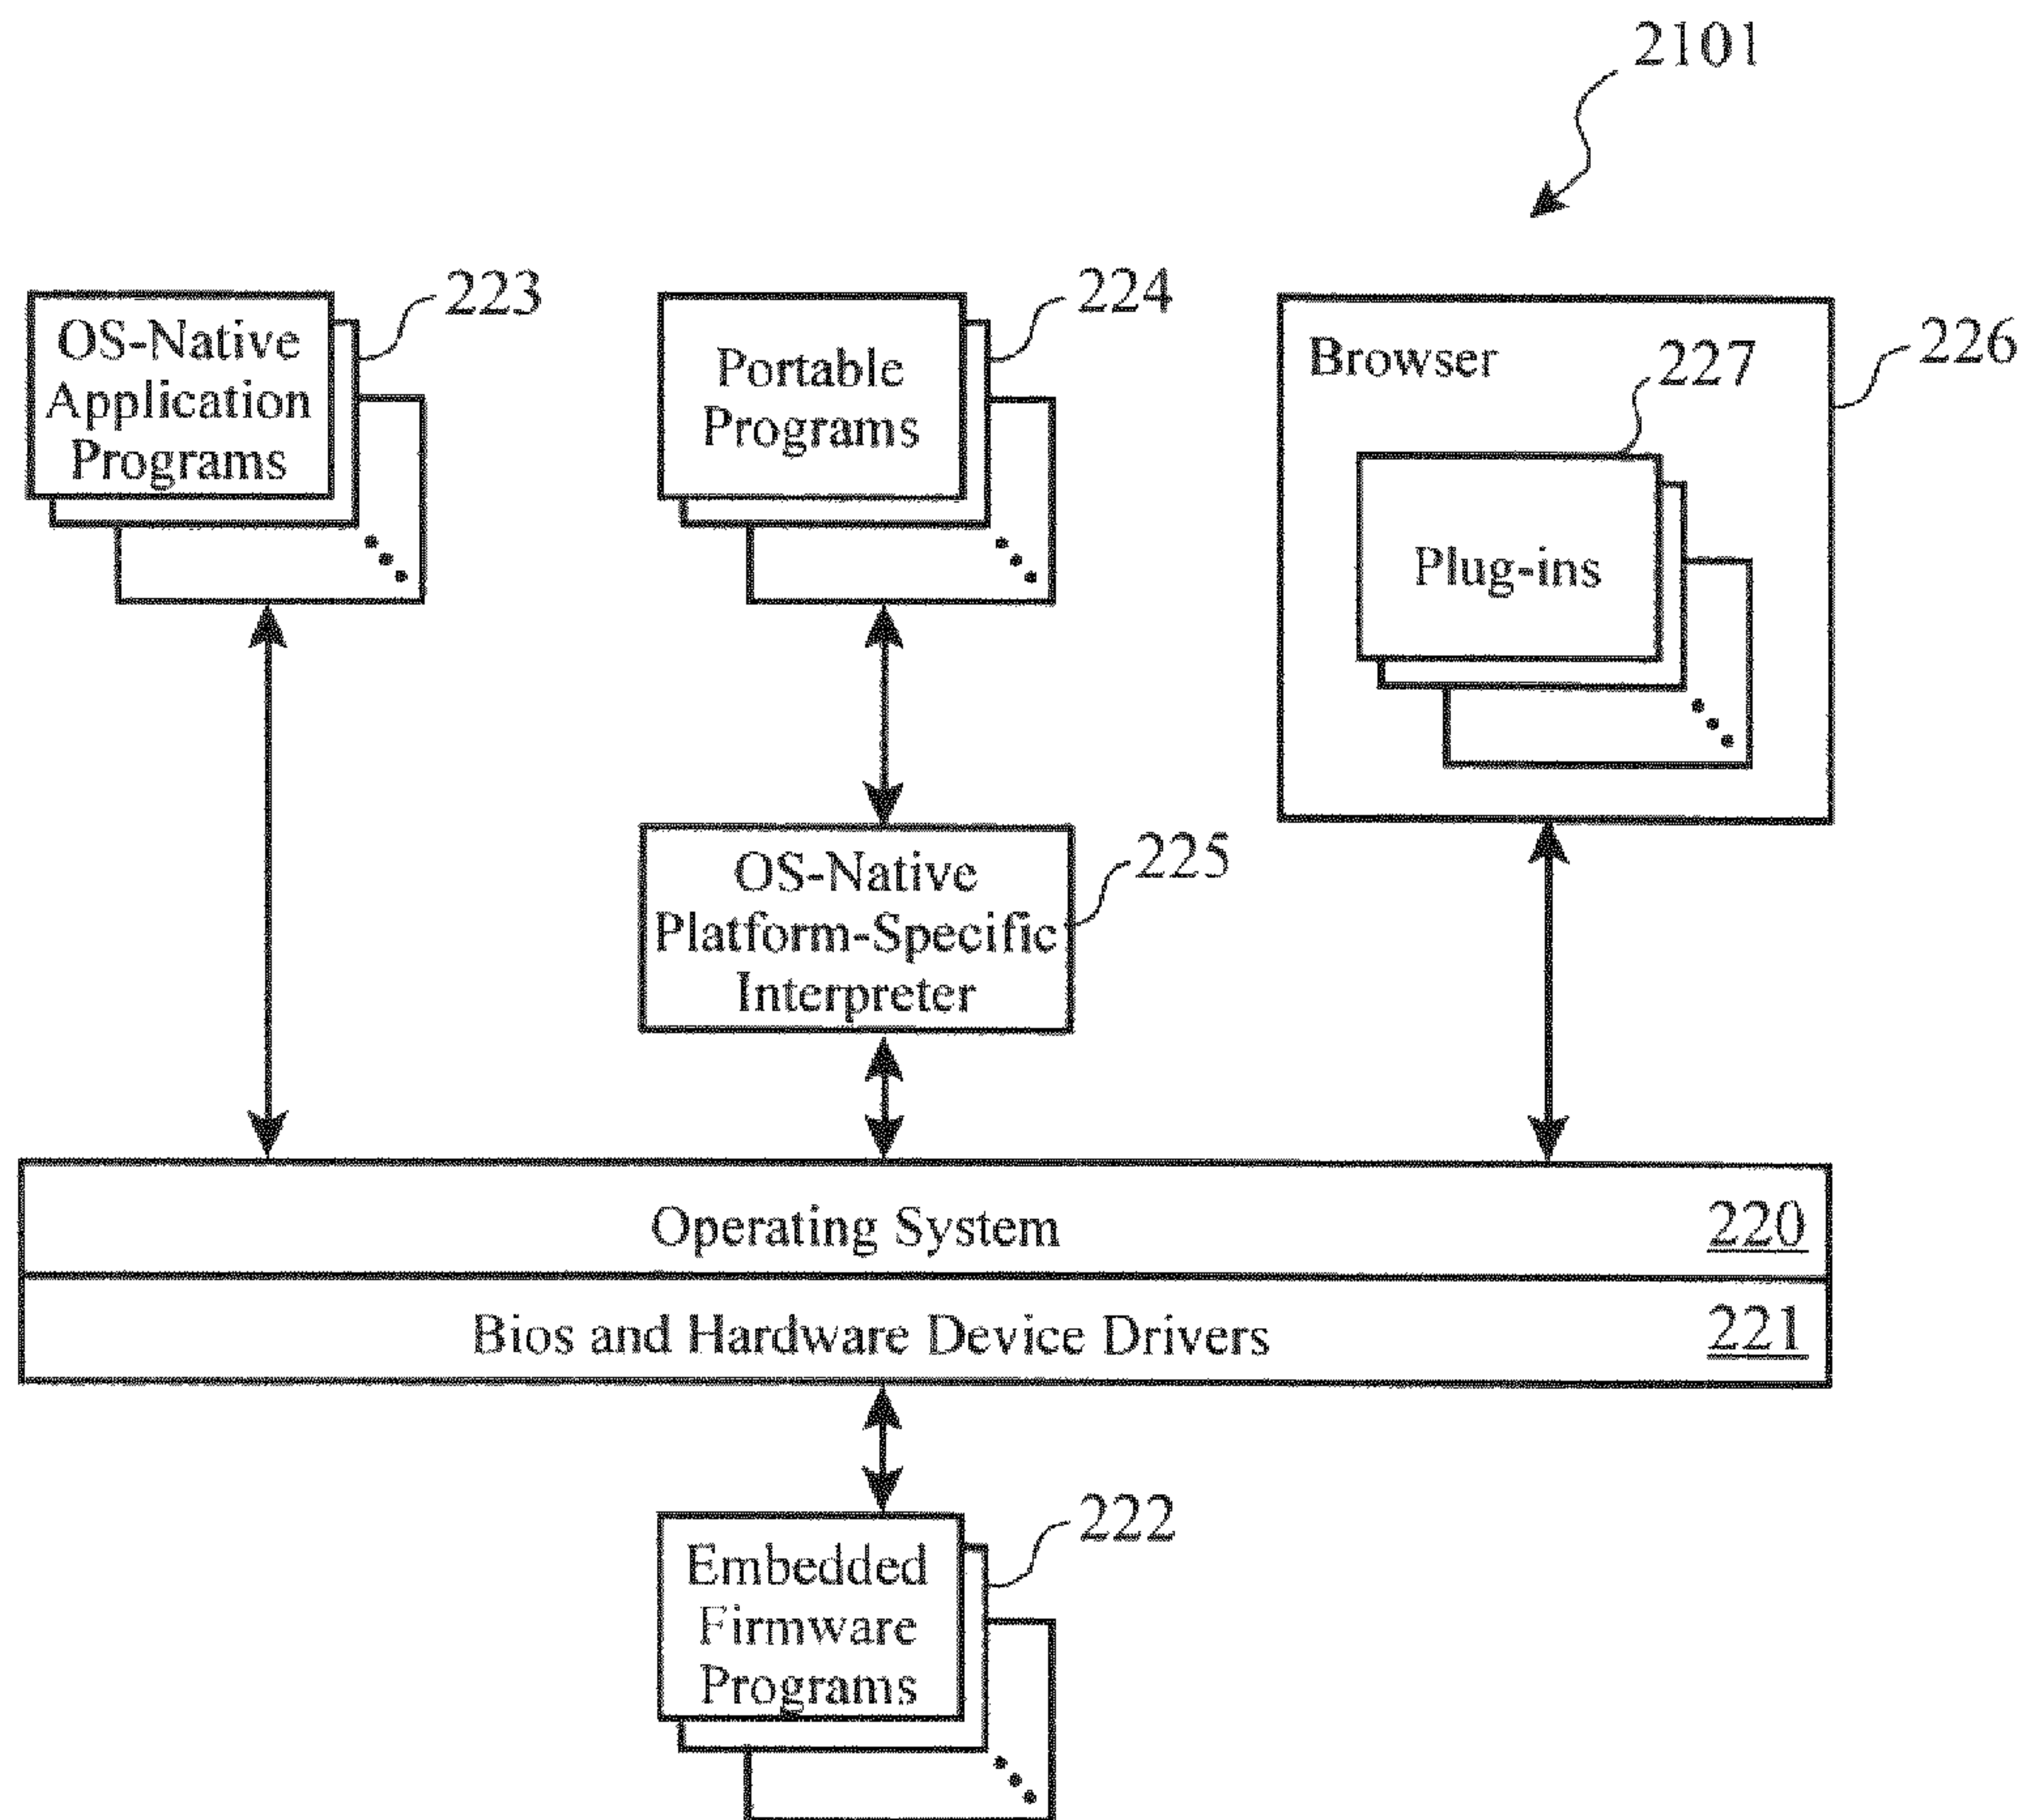 2101
223
OS-Native
Application
Programs
224
Portable
Programs
226
Browser
227
Plug-ins
225
OS-Native
Platform-Specific
Interpreter
Operating System 220
Bios and Hardware Device Drivers 221
222
Embedded
Firmware
Programs